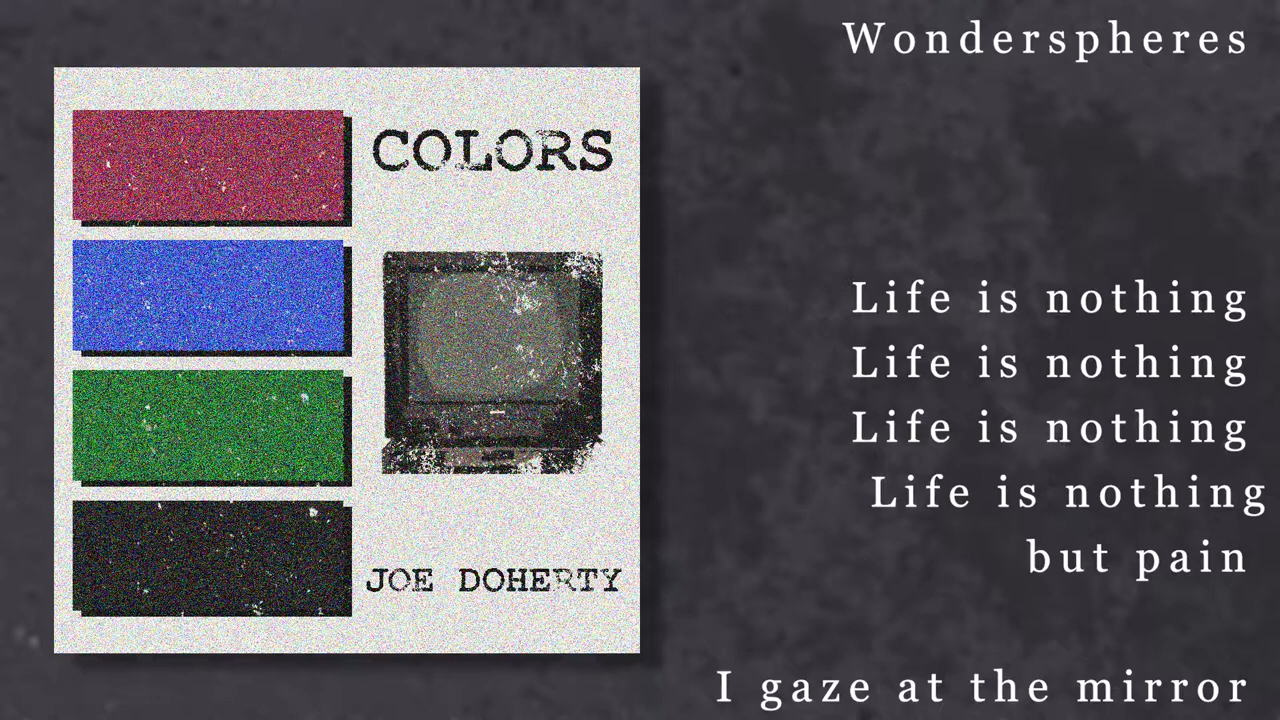 COLORS
JOE DOHERTY
Wonderspheres
Life is nothing
Life is nothing
Life is nothing
Life is nothing
but pain
I gaze at the mirror